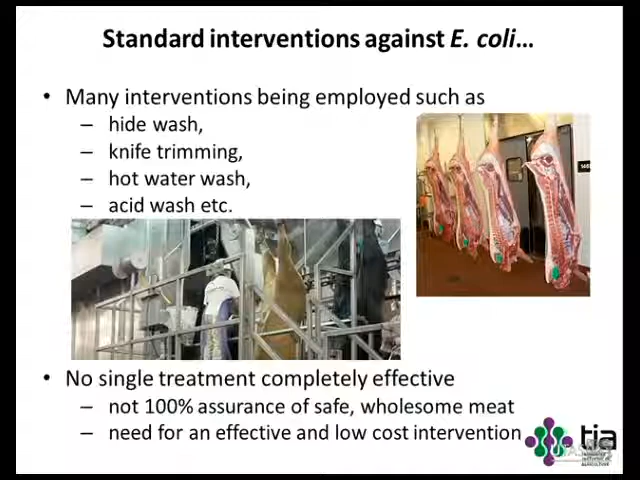 Standard interventions against E. coli…
• Many interventions being employed such as
– hide wash,
– knife trimming,
– hot water wash,
– acid wash etc.
• No single treatment completely effective
– not 100% assurance of safe, wholesome meat
– need for an effective and low cost intervention
tia